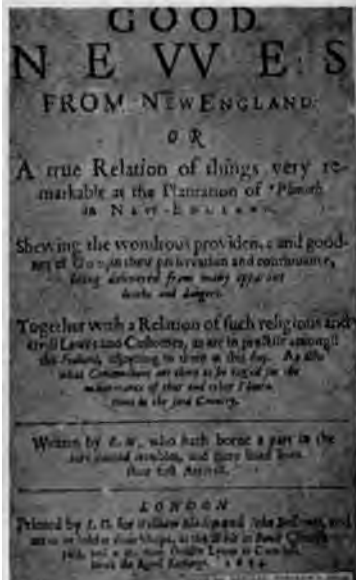 GOOD
NEVVES
FROM NEW ENGLAND:
OR
A true Relation of things very re-
markable at the Plantation of Plimoth
in NEW-ENGLAND.
Shewing the wondrous providence and good-
nes of GOD, in their preservation and continuance,
being delivered from many apparant
deaths and dangers.
Together with a Relation of such religious and
civill Lawes and Customes, as are in practise amongst
the Indians, adjoyning to them at this day. As also
what Commodities are there to be raysed for the
maintenance of that and other Planta-
tions in the said Country.
Written by E. W. who hath borne a part in the
fore-named troubles, and there lived since
their first Arrivall.
LONDON
Printed by I. D. for William Bladen and John Bellamie, and
are to be sold at their Shops, at the Bible in Pauls Church-
yard, and at the three Golden Lyons in Corn-hill,
neere the Royall Exchange. 1624